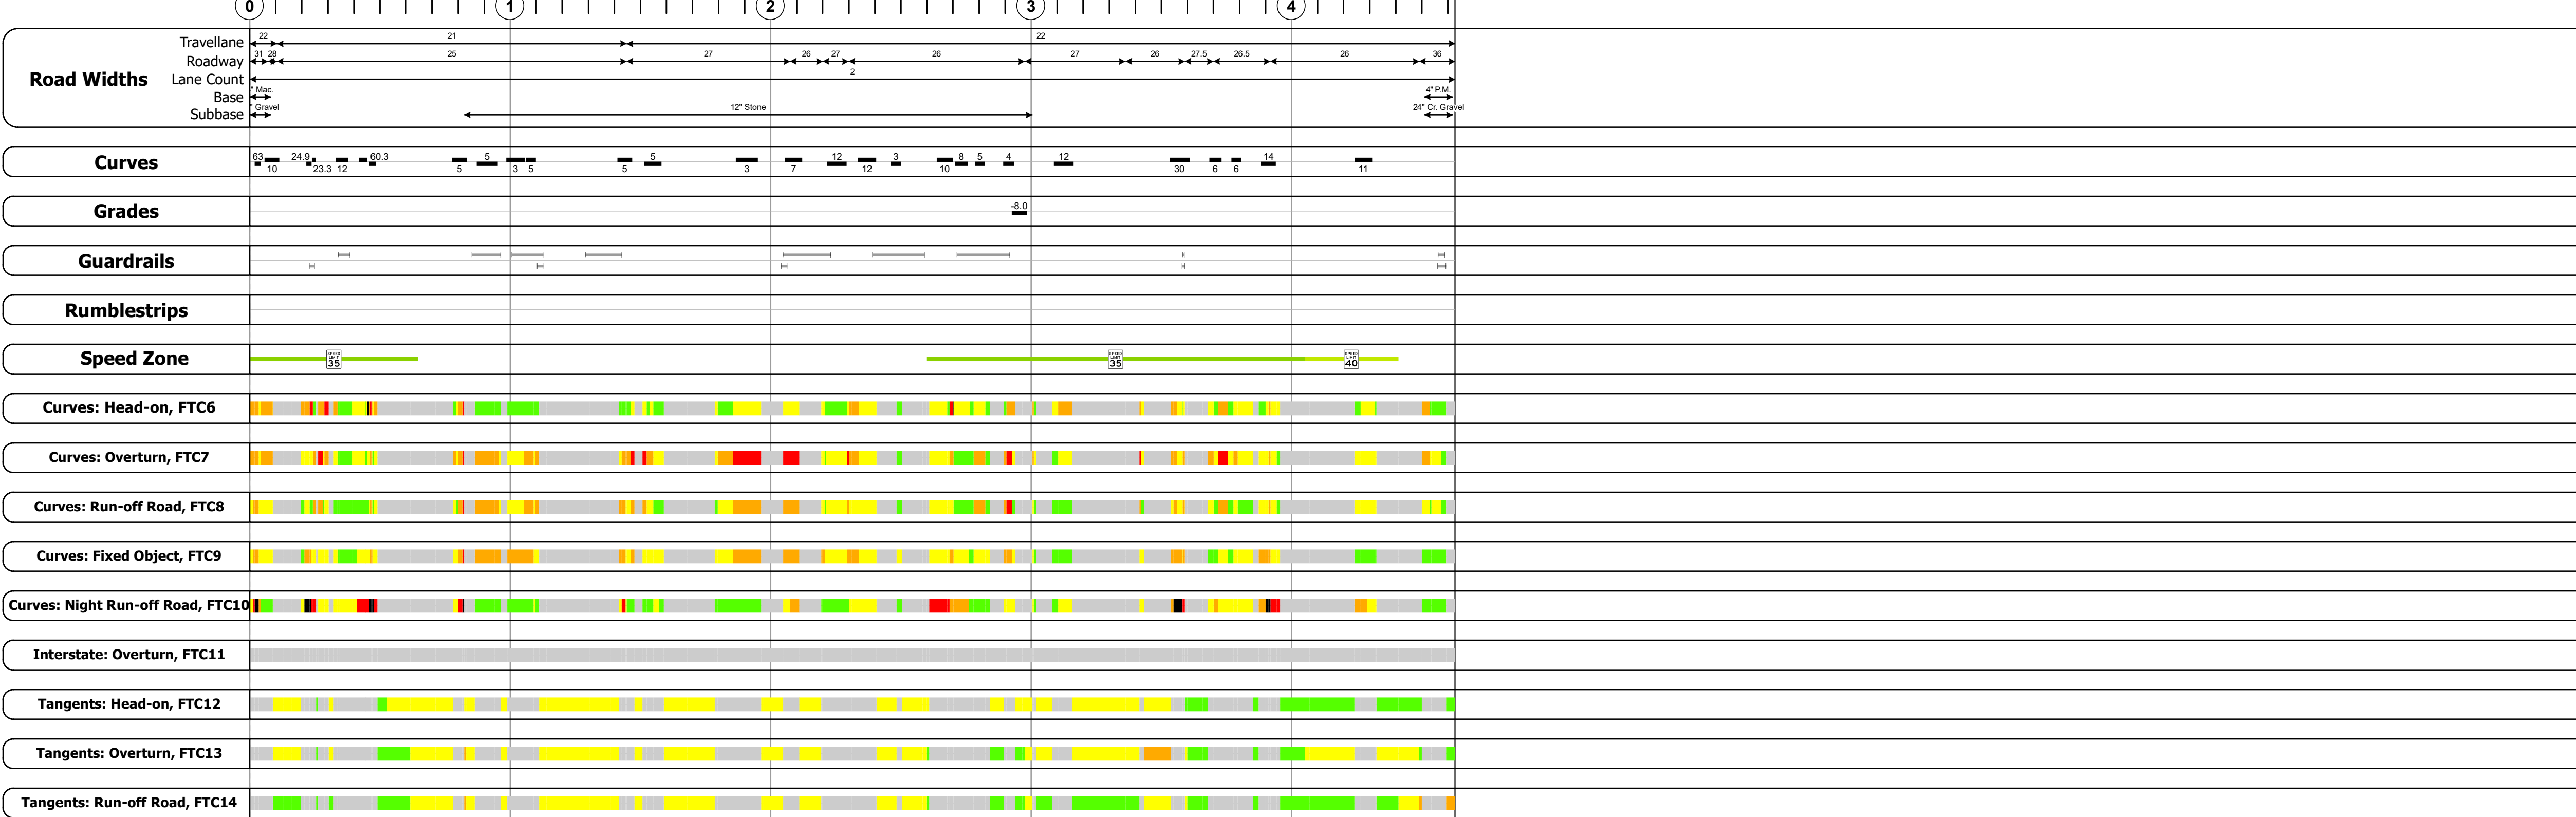 0 1 2 3 4
Road Widths
Travellane 22 21 22
Roadway 31 28 25 27 26 27 26 27 26 27.5 26.5 26 36
Lane Count 2
Base " Mac. 4" P.M.
Subbase " Gravel 12" Stone 24" Cr. Gravel
Curves
63 24.9 60.3 5 5 12 3 8 5 4 12 14
10 23.3 12 5 3 5 5 3 7 12 10 30 6 6 11
Grades
-8.0
Guardrails
Rumblestrips
Speed Zone
SPEED LIMIT 35
SPEED LIMIT 35
SPEED LIMIT 40
Curves: Head-on, FTC6
Curves: Overturn, FTC7
Curves: Run-off Road, FTC8
Curves: Fixed Object, FTC9
Curves: Night Run-off Road, FTC10
Interstate: Overturn, FTC11
Tangents: Head-on, FTC12
Tangents: Overturn, FTC13
Tangents: Run-off Road, FTC14